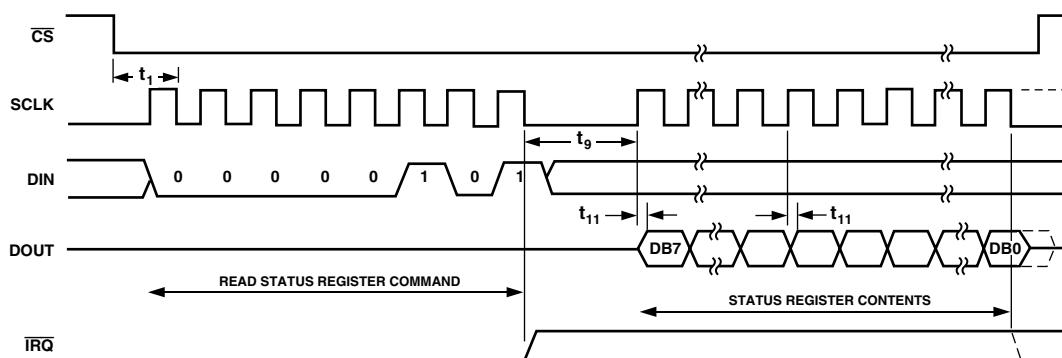 CS
t1
SCLK
t9
DIN
0 0 0 0 0 1 0 1
t11
t11
DOUT
DB7
DB0
READ STATUS REGISTER COMMAND
STATUS REGISTER CONTENTS
IRQ